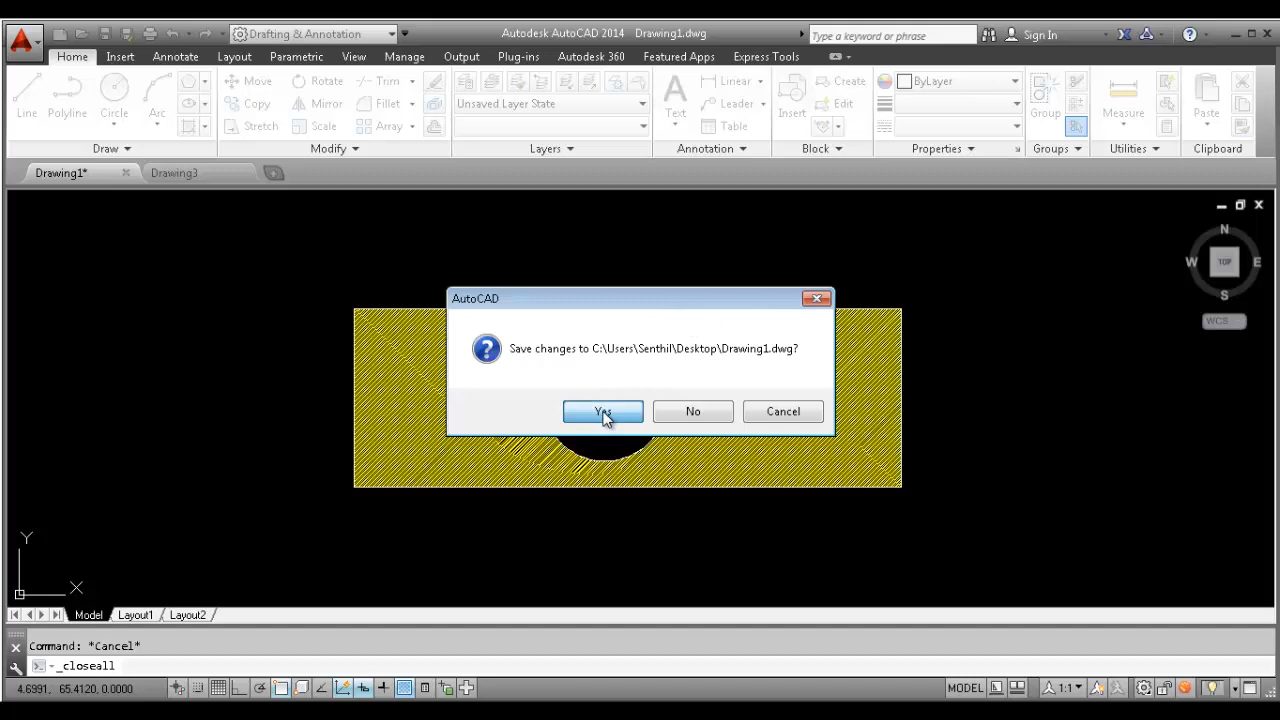 Drafting & Annotation
Autodesk AutoCAD 2014 Drawing1.dwg
Type a keyword or phrase
Sign In
Home Insert Annotate Layout Parametric View Manage Output Plug-ins Autodesk 360 Featured Apps Express Tools
Line
Polyline
Circle
Arc
Move Rotate Trim
Copy Mirror Fillet
Stretch Scale Array
Unsaved Layer State
Text
Linear
Leader
Table
Insert
Create
Edit
ByLayer
Group
Measure
Paste
Draw Modify Layers Annotation Block Properties Groups Utilities Clipboard
Drawing1* Drawing3
N
W TOP E
S
WCS
AutoCAD
Save changes to C:\Users\Senthil\Desktop\Drawing1.dwg?
Yes No Cancel
Y
X
Model Layout1 Layout2
Command: *Cancel*
_closeall
4.6991, 65.4120, 0.0000
MODEL
1:1